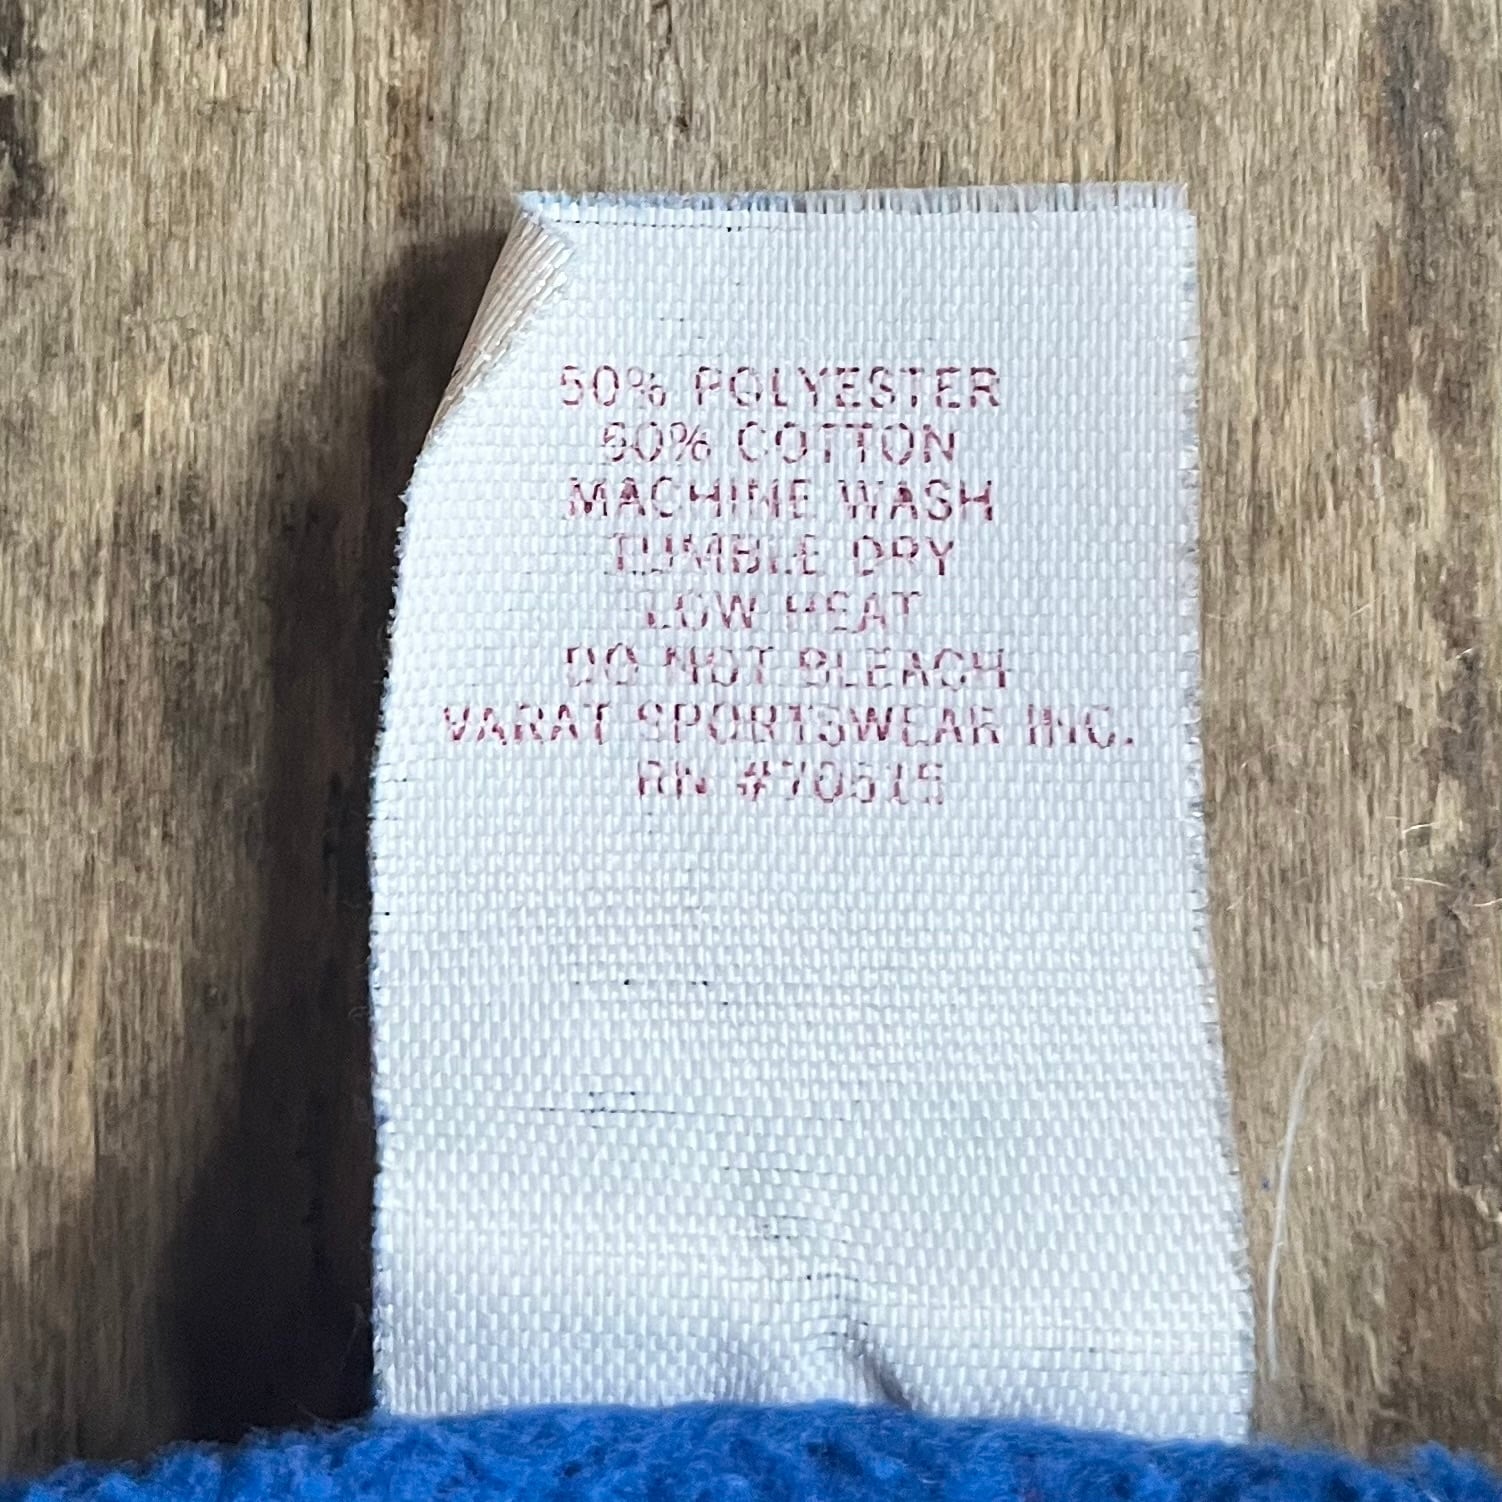 50% POLYESTER
50% COTTON
MACHINE WASH
TUMBLE DRY
LOW HEAT
DO NOT BLEACH
VARAT SPORTSWEAR INC.
RN #70515